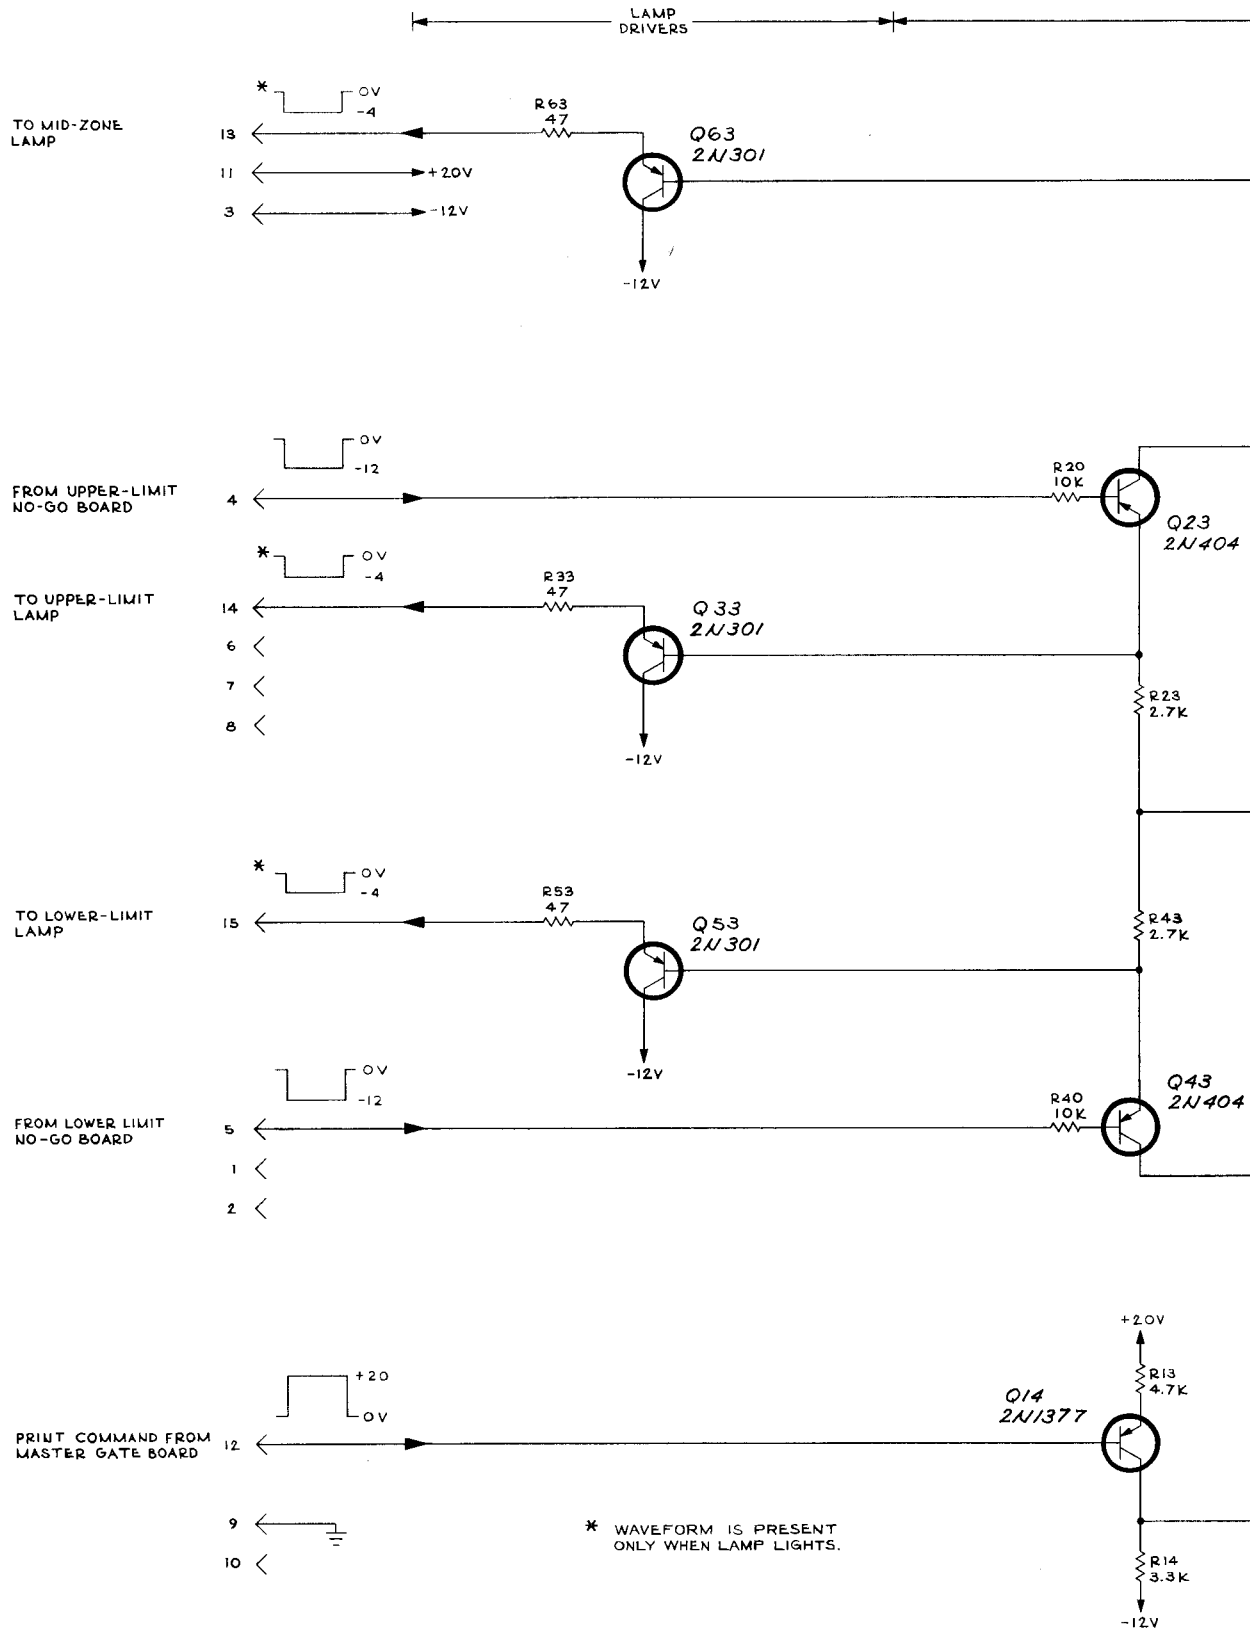 LAMP
DRIVERS
* 0V
-4
TO MID-ZONE
LAMP
13
R63
47
Q63
2N301
11
+20V
3
-12V
-12V
0V
-12
FROM UPPER-LIMIT
NO-GO BOARD
4
R20
10K
Q23
2N404
* 0V
-4
TO UPPER-LIMIT
LAMP
14
R33
47
Q33
2N301
6
7
8
R23
2.7K
-12V
* 0V
-4
TO LOWER-LIMIT
LAMP
15
R53
47
Q53
2N301
R43
2.7K
-12V
0V
-12
FROM LOWER LIMIT
NO-GO BOARD
5
R40
10K
Q43
2N404
1
2
+20V
R13
4.7K
+20
0V
Q14
2N1377
PRINT COMMAND FROM
MASTER GATE BOARD
12
9
10
* WAVEFORM IS PRESENT
ONLY WHEN LAMP LIGHTS.
R14
3.3K
-12V